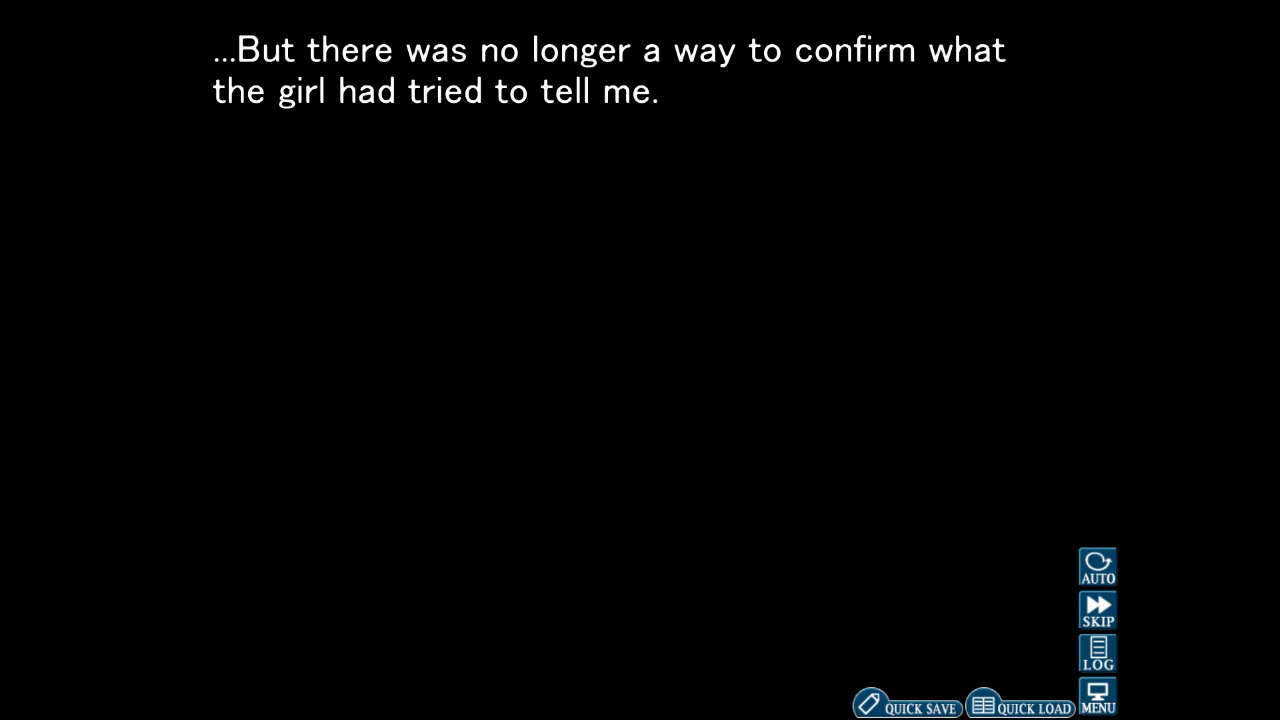 ...But there was no longer a way to confirm what
the girl had tried to tell me.
AUTO
SKIP
LOG
QUICK SAVE
QUICK LOAD
MENU